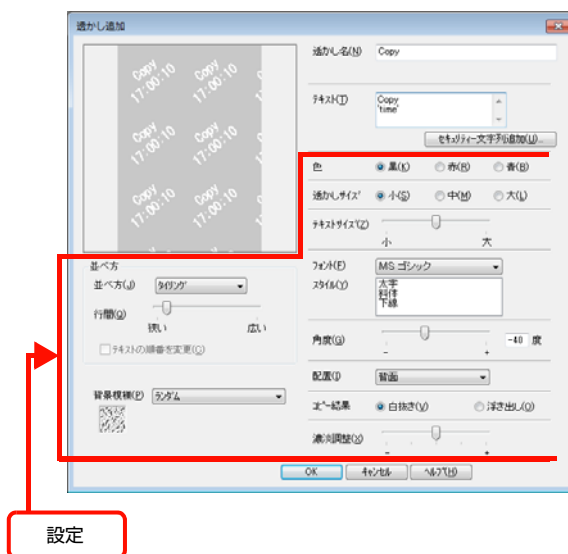 透かし追加
Copy
17:00:10
Copy
17:00:10
Copy
17:00:10
Copy
17:00:10
Copy
17:00:10
Copy
17:00:10
透かし名(N) Copy
テキスト(T) Copy
'time'
セキュリティー文字列追加(U)...
色 黒(K) 赤(R) 青(B)
透かしサイズ 小(S) 中(M) 大(L)
テキストサイズ(Z)
小 大
フォント(F) MS ゴシック
スタイル(Y) 太字
斜体
下線
角度(G) -40 度
- +
配置(I) 背面
コピー結果 白抜き(V) 浮き出し(O)
濃淡調整(X)
- +
並べ方
並べ方(J) タイリング
行間(Q)
狭い 広い
テキストの順番を変更(C)
背景模様(P) ランダム
OK キャンセル ヘルプ(H)
設定